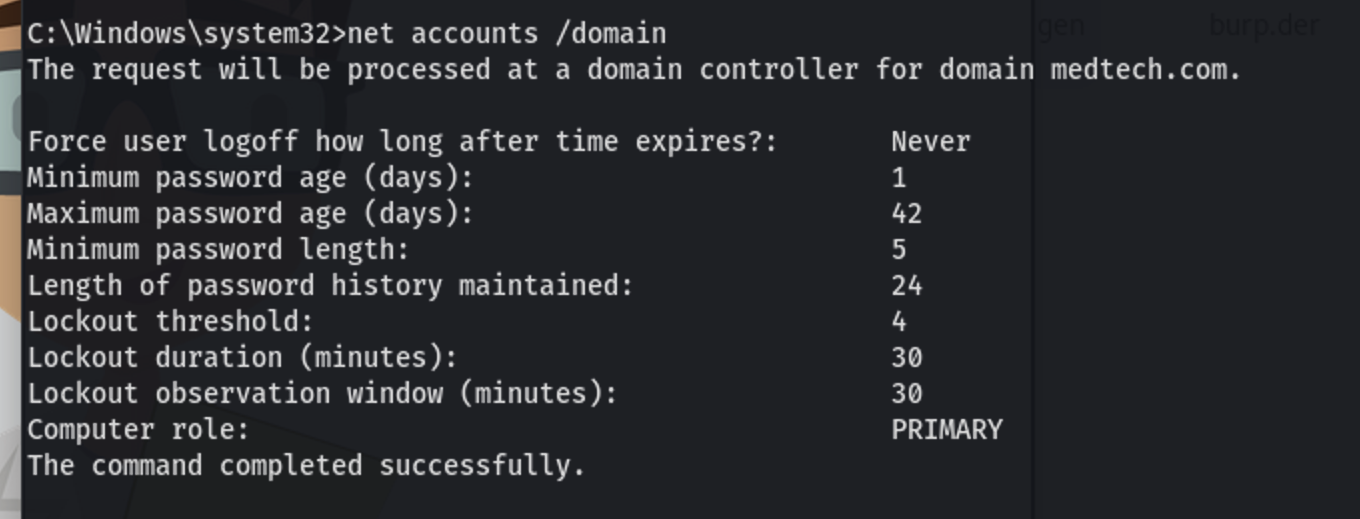 C:\Windows\system32>net accounts /domain
The request will be processed at a domain controller for domain medtech.com.
Force user logoff how long after time expires?: Never
Minimum password age (days): 1
Maximum password age (days): 42
Minimum password length: 5
Length of password history maintained: 24
Lockout threshold: 4
Lockout duration (minutes): 30
Lockout observation window (minutes): 30
Computer role: PRIMARY
The command completed successfully.
gen
burp.der